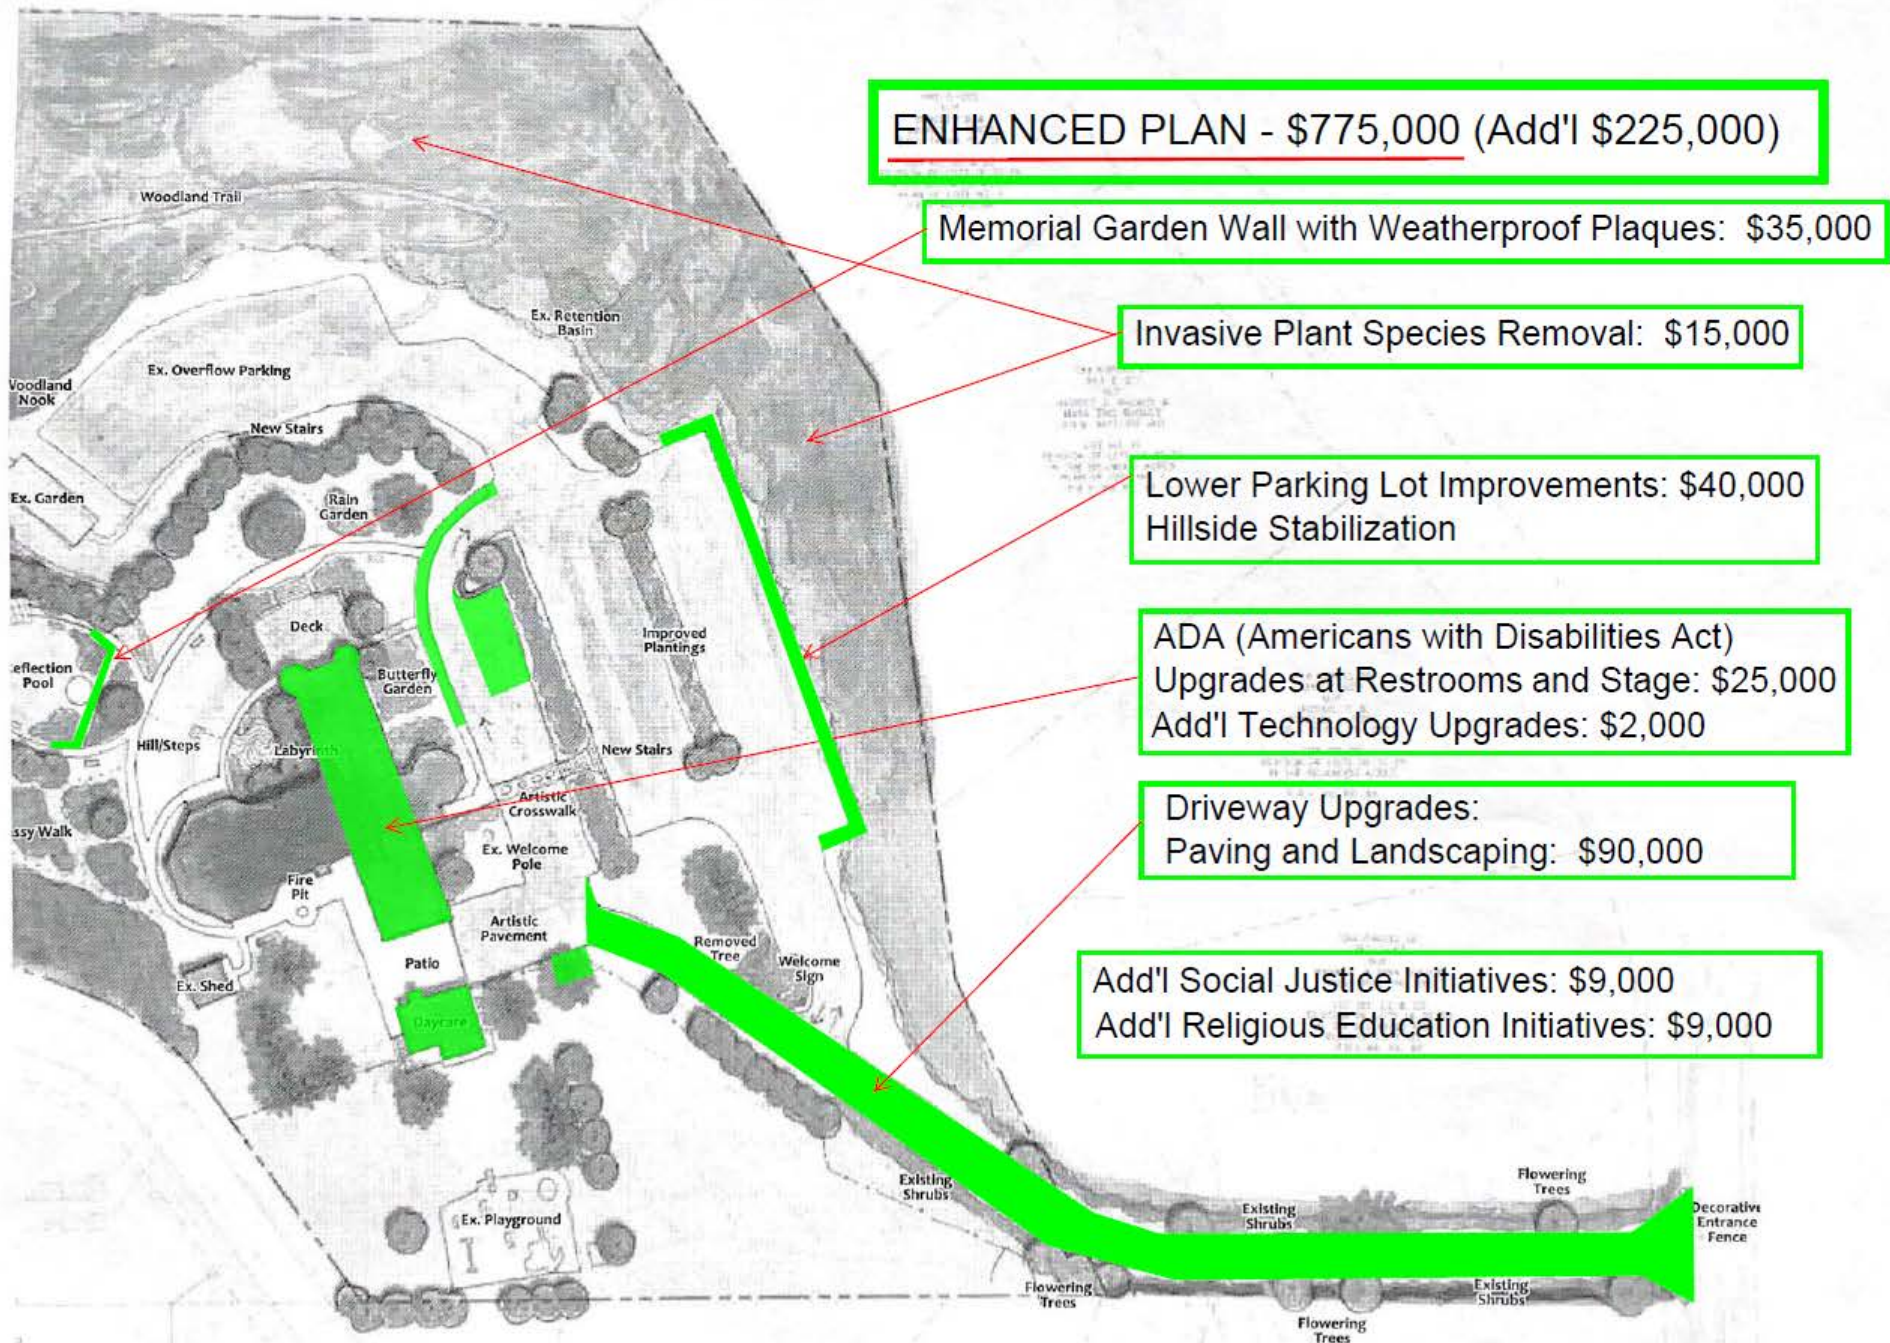 ENHANCED PLAN - $775,000 (Add'l $225,000)
Memorial Garden Wall with Weatherproof Plaques: $35,000
Invasive Plant Species Removal: $15,000
Lower Parking Lot Improvements: $40,000
Hillside Stabilization
ADA (Americans with Disabilities Act)
Upgrades at Restrooms and Stage: $25,000
Add'l Technology Upgrades: $2,000
Driveway Upgrades:
Paving and Landscaping: $90,000
Add'l Social Justice Initiatives: $9,000
Add'l Religious Education Initiatives: $9,000
Woodland Trail
Ex. Retention
Basin
Ex. Overflow Parking
Woodland
Nook
New Stairs
Ex. Garden
Rain
Garden
Deck
Improved
Plantings
eflection
Pool
Butterfly
Garden
Hill/Steps
Labyrinth
New Stairs
Artistic
Crosswalk
ssy Walk
Ex. Welcome
Pole
Fire
Pit
Artistic
Pavement
Removed
Tree
Welcome
Sign
Patio
Ex. Shed
Daycare
Existing
Shrubs
Flowering
Trees
Existing
Shrubs
Decorative
Entrance
Fence
Ex. Playground
Flowering
Trees
Existing
Shrubs
Flowering
Trees